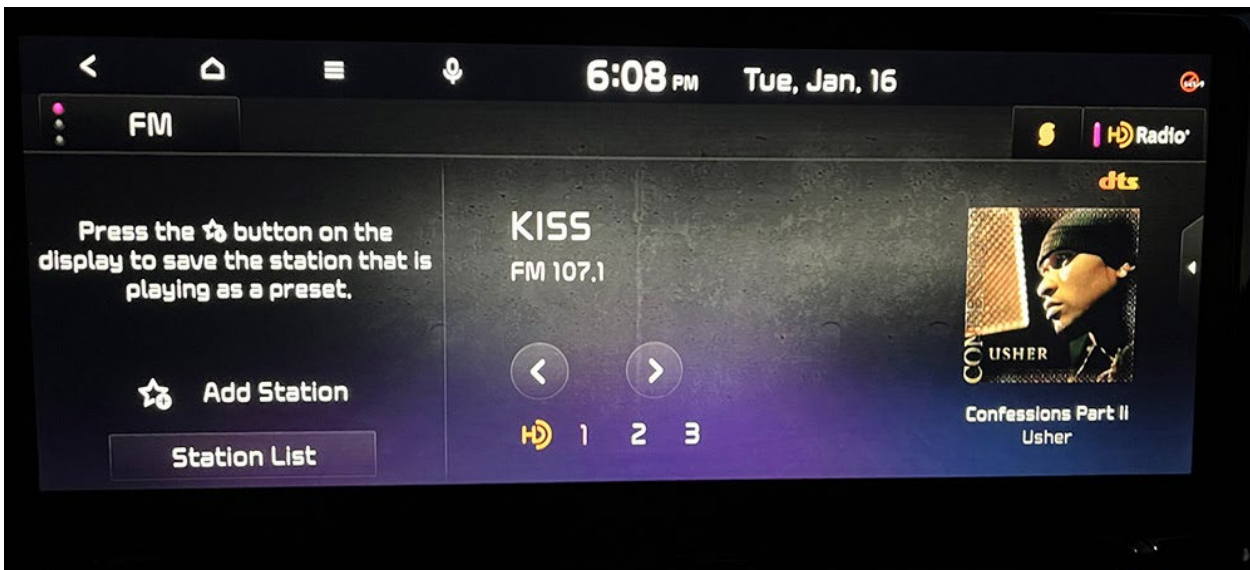 6:08 PM Tue, Jan. 16
FM
HD Radio
dts
Press the button on the
display to save the station that is
playing as a preset.
Add Station
Station List
KISS
FM 107.1
HD 1 2 3
CONFE
USHER
Confessions Part II
Usher